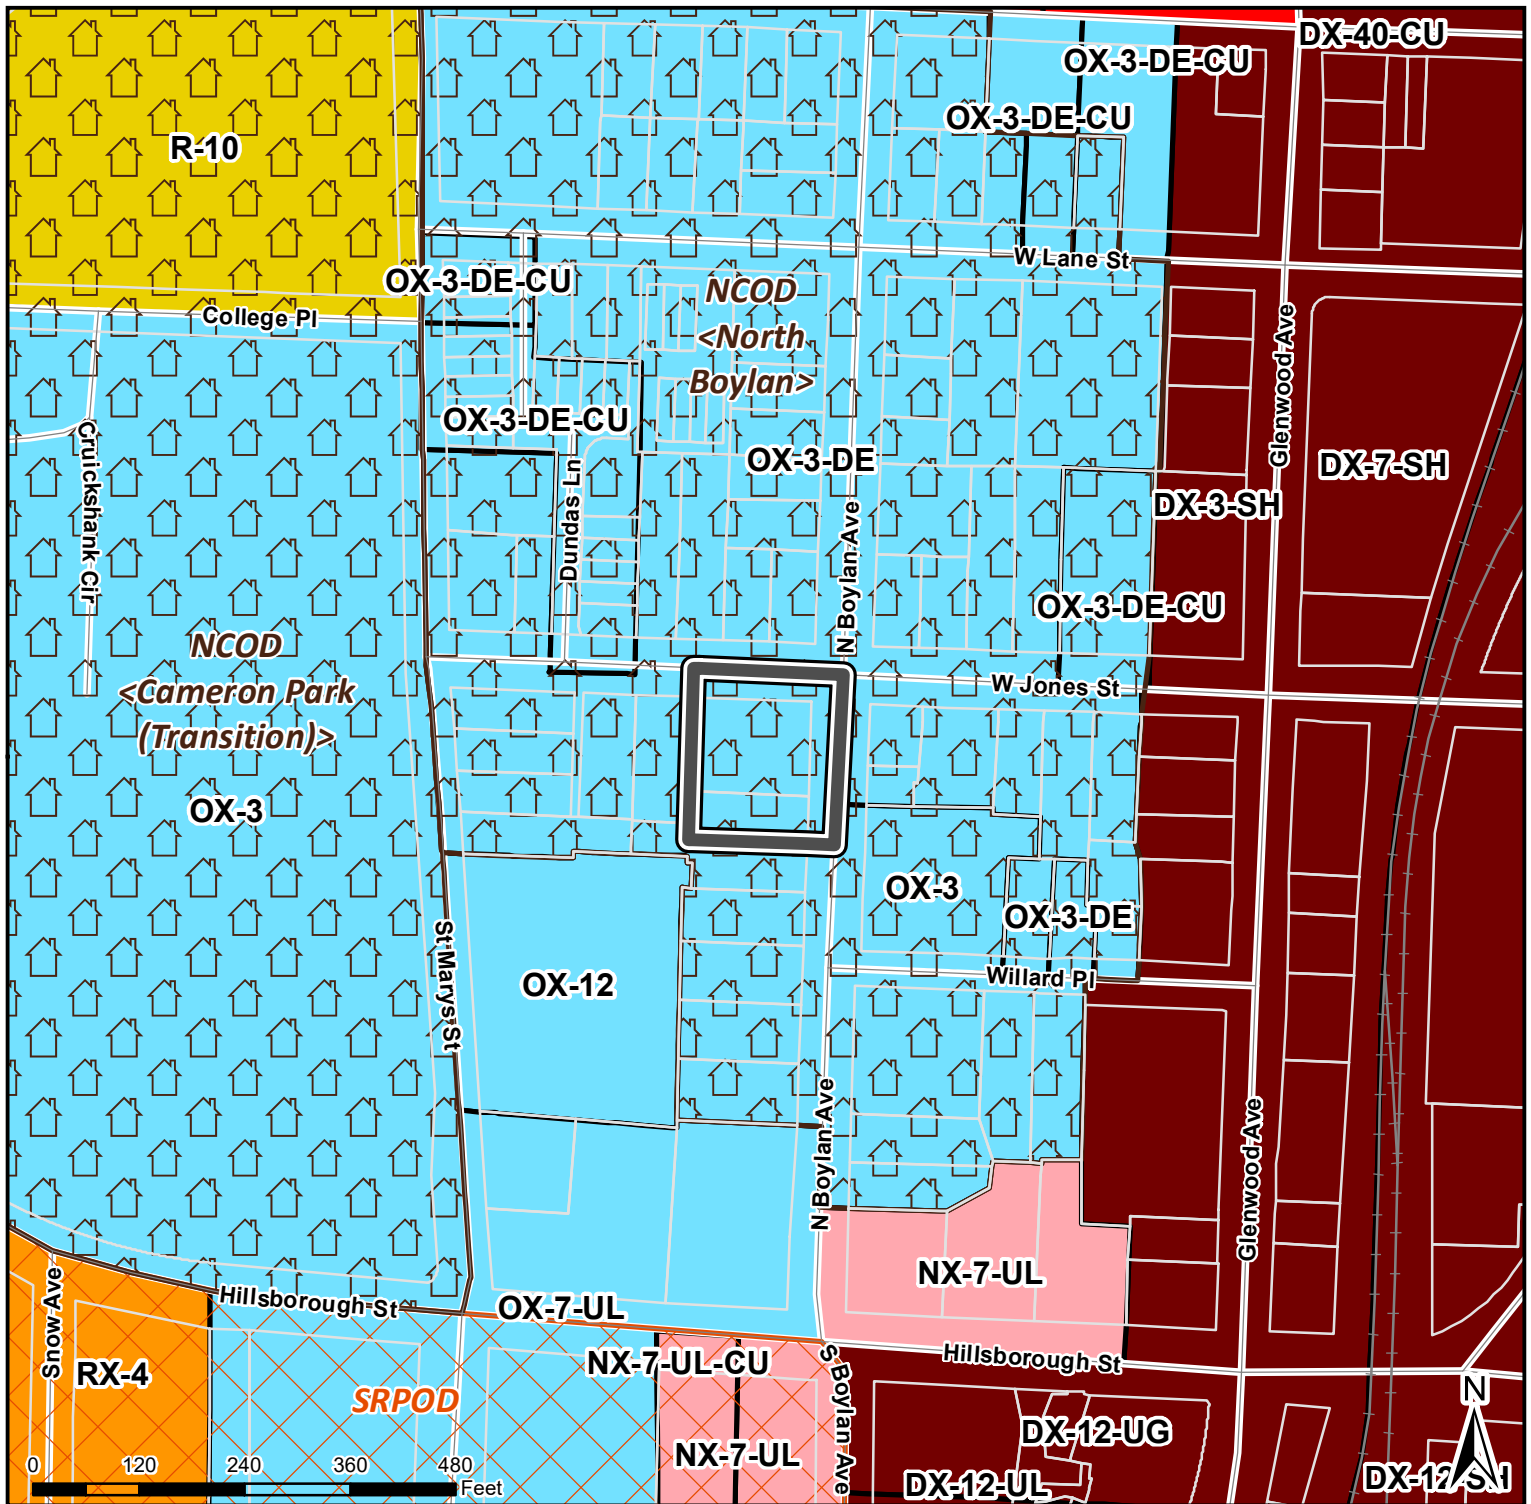 DX-40-CU
OX-3-DE-CU
OX-3-DE-CU
R-10
W Lane St
OX-3-DE-CU
NCOD
<North
Boylan>
College Pl
Glenwood Ave
OX-3-DE-CU
Cruickshank Cir
OX-3-DE
DX-7-SH
DX-3-SH
Dundas Ln
N Boylan Ave
OX-3-DE-CU
NCOD
<Cameron Park
(Transition)>
W Jones St
OX-3
OX-3
OX-3-DE
St Marys St
OX-12
Willard Pl
N Boylan Ave
Glenwood Ave
NX-7-UL
Snow Ave
Hillsborough St
OX-7-UL
Hillsborough St
NX-7-UL-CU
S Boylan Ave
RX-4
SRPOD
N
DX-12-UG
NX-7-UL
DX-12-UL
DX-12-SH
0 120 240 360 480
Feet